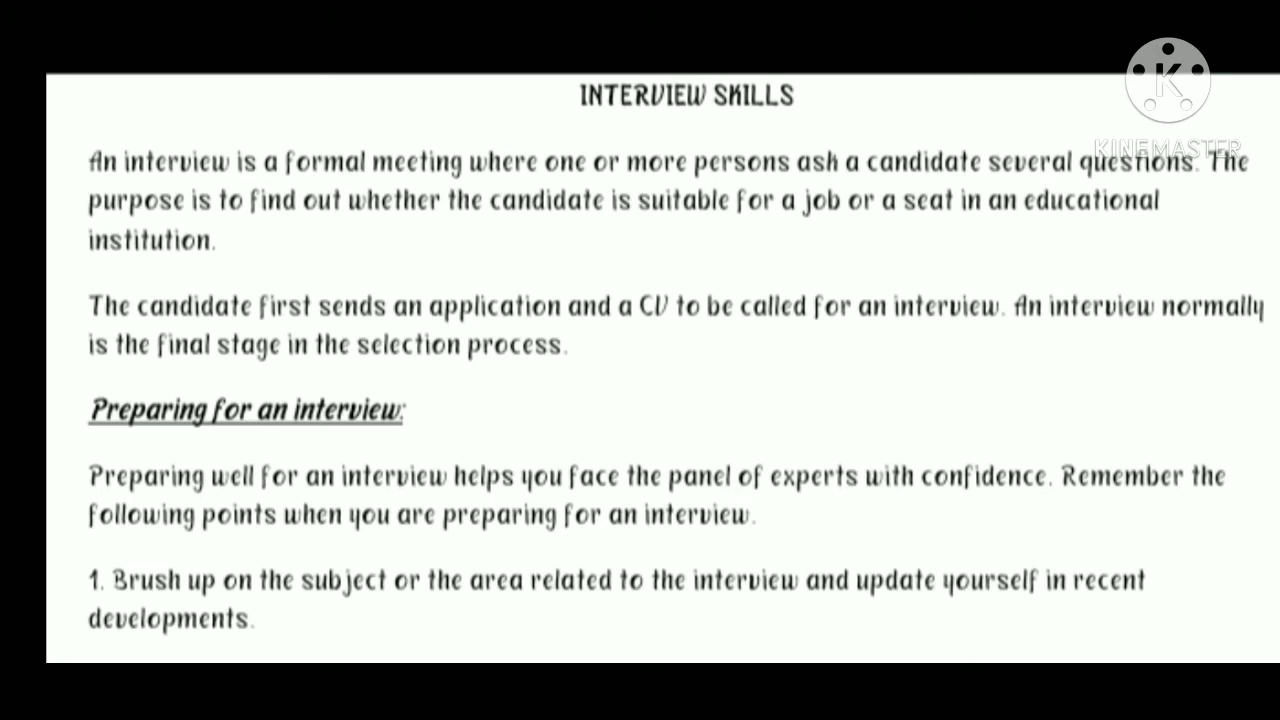 INTERVIEW SKILLS
An interview is a formal meeting where one or more persons ask a candidate several questions. The
purpose is to find out whether the candidate is suitable for a job or a seat in an educational
institution.
The candidate first sends an application and a CV to be called for an interview. An interview normally
is the final stage in the selection process.
Preparing for an interview:
Preparing well for an interview helps you face the panel of experts with confidence. Remember the
following points when you are preparing for an interview.
1. Brush up on the subject or the area related to the interview and update yourself in recent
developments.
K
KINEMASTER